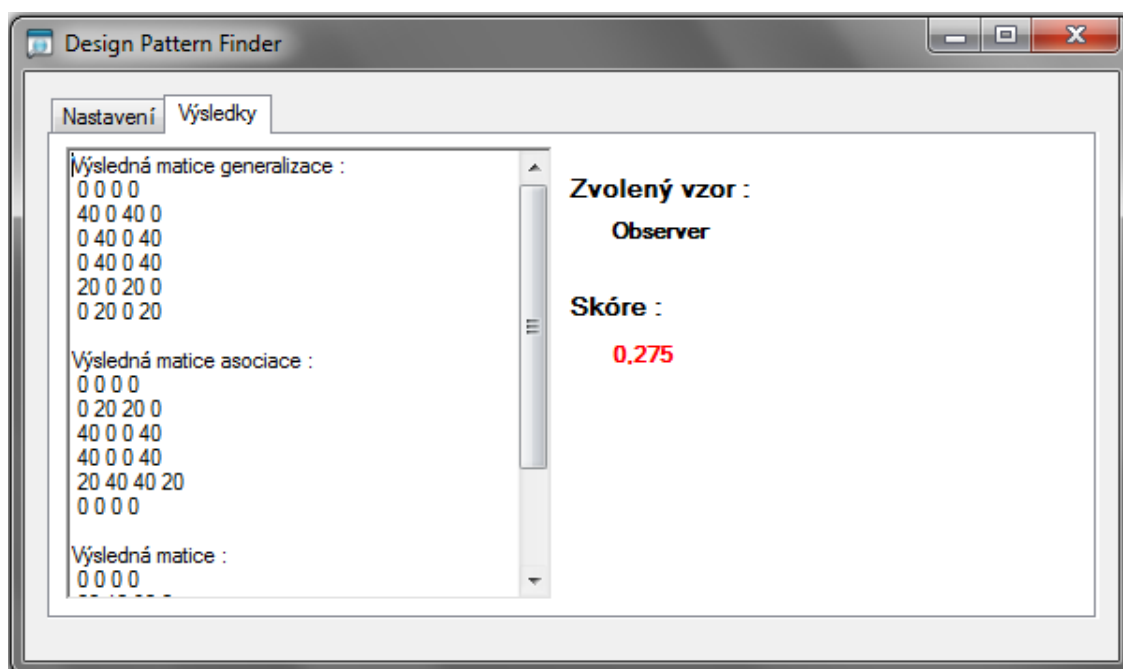 Design Pattern Finder
Nastavení
Výsledky
Výsledná matice generalizace :
0 0 0 0
40 0 40 0
0 40 0 40
0 40 0 40
20 0 20 0
0 20 0 20
Výsledná matice asociace :
0 0 0 0
0 20 20 0
40 0 0 40
40 0 0 40
20 40 40 20
0 0 0 0
Výsledná matice :
0 0 0 0
Zvolený vzor :
Observer
Skóre :
0,275